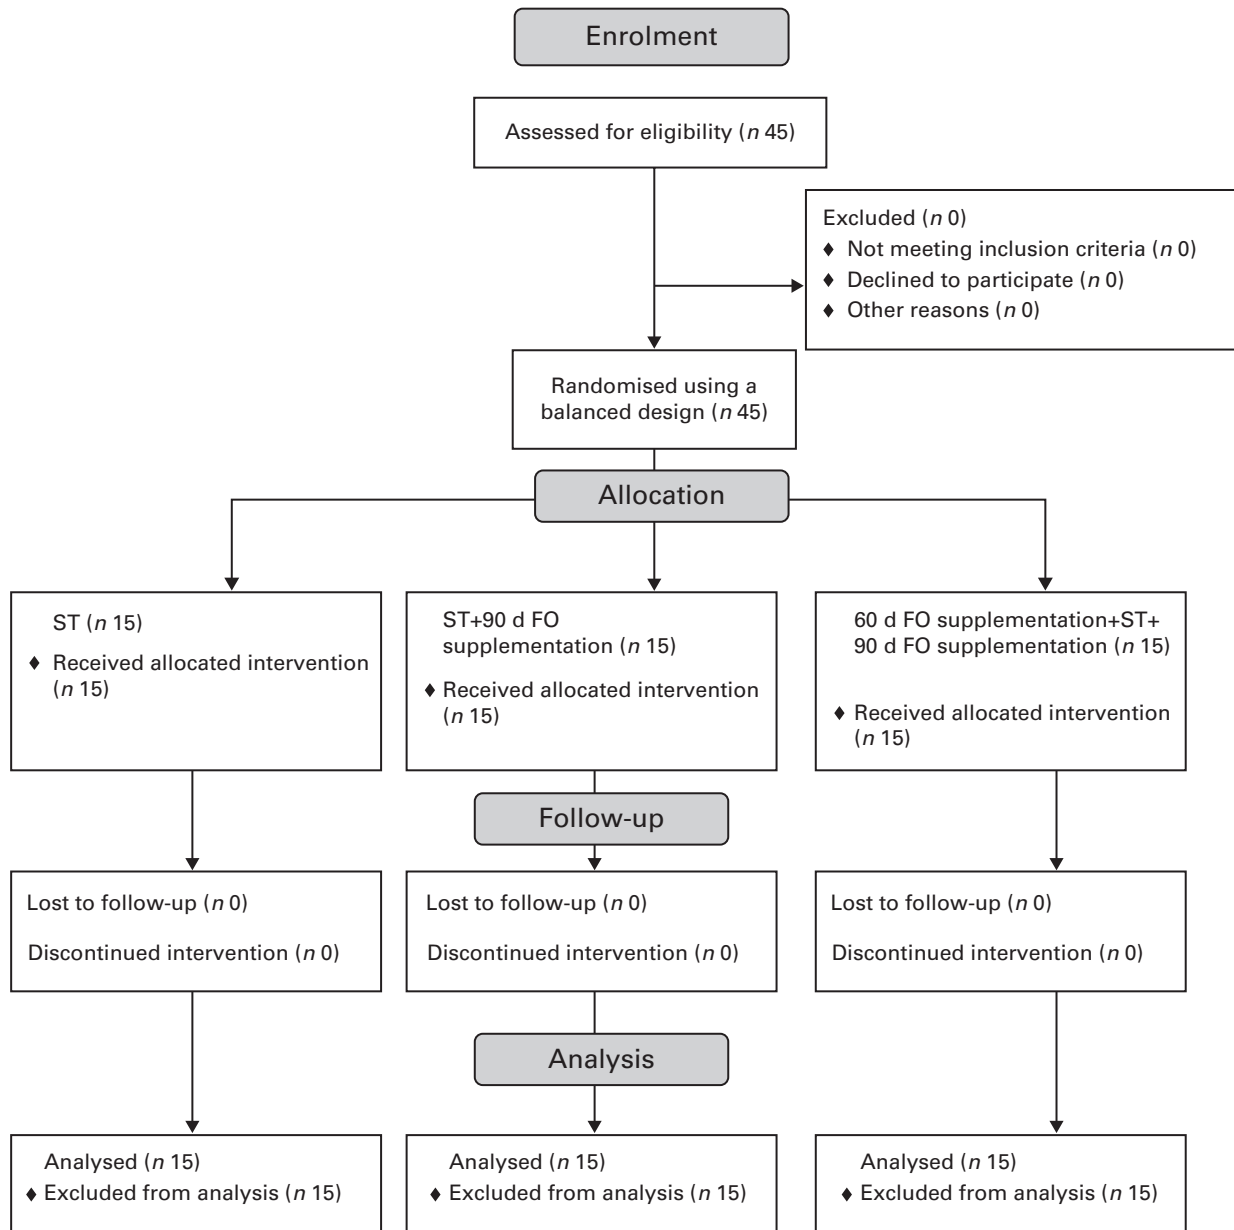 Enrolment
Assessed for eligibility (n 45)
Excluded (n 0)
♦ Not meeting inclusion criteria (n 0)
♦ Declined to participate (n 0)
♦ Other reasons (n 0)
Randomised using a
balanced design (n 45)
Allocation
ST (n 15)
♦ Received allocated intervention
(n 15)
ST+90 d FO
supplementation (n 15)
♦ Received allocated intervention
(n 15)
60 d FO supplementation+ST+
90 d FO supplementation (n 15)
♦ Received allocated intervention
(n 15)
Follow-up
Lost to follow-up (n 0)
Discontinued intervention (n 0)
Lost to follow-up (n 0)
Discontinued intervention (n 0)
Lost to follow-up (n 0)
Discontinued intervention (n 0)
Analysis
Analysed (n 15)
♦ Excluded from analysis (n 15)
Analysed (n 15)
♦ Excluded from analysis (n 15)
Analysed (n 15)
♦ Excluded from analysis (n 15)